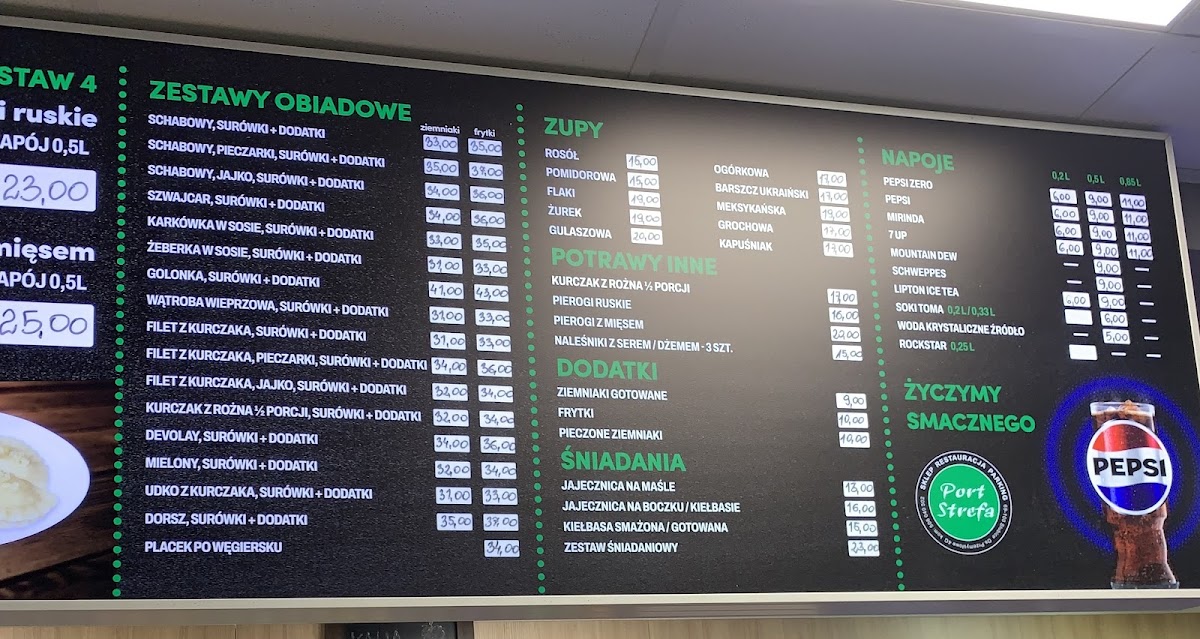 STAW 4
i ruskie
APÓJ 0,5L
23,00
mięsem
APÓJ 0,5L
25,00
ZESTAWY OBIADOWE
ziemniaki frytki
SCHABOWY, SURÓWKI + DODATKI 33,00 35,00
SCHABOWY, PIECZARKI, SURÓWKI + DODATKI 35,00 37,00
SCHABOWY, JAJKO, SURÓWKI + DODATKI 34,00 36,00
SZWAJCAR, SURÓWKI + DODATKI 34,00 36,00
KARKÓWKA W SOSIE, SURÓWKI + DODATKI 33,00 35,00
ŻEBERKA W SOSIE, SURÓWKI + DODATKI 31,00 33,00
GOLONKA, SURÓWKI + DODATKI 41,00 43,00
WĄTROBA WIEPRZOWA, SURÓWKI + DODATKI 31,00 33,00
FILET Z KURCZAKA, SURÓWKI + DODATKI 31,00 33,00
FILET Z KURCZAKA, PIECZARKI, SURÓWKI + DODATKI 34,00 36,00
FILET Z KURCZAKA, JAJKO, SURÓWKI + DODATKI 32,00 34,00
KURCZAK Z ROŻNA ½ PORCJI, SURÓWKI + DODATKI 32,00 34,00
DEVOLAY, SURÓWKI + DODATKI 34,00 36,00
MIELONY, SURÓWKI + DODATKI 32,00 34,00
UDKO Z KURCZAKA, SURÓWKI + DODATKI 31,00 33,00
DORSZ, SURÓWKI + DODATKI 35,00 37,00
PLACEK PO WĘGIERSKU 34,00
ZUPY
ROSÓŁ 15,00
POMIDOROWA 15,00
FLAKI 19,00
ŻUREK 19,00
GULASZOWA 20,00
OGÓRKOWA 17,00
BARSZCZ UKRAIŃSKI 17,00
MEKSYKAŃSKA 19,00
GROCHOWA 17,00
KAPUŚNIAK 17,00
POTRAWY INNE
KURCZAK Z ROŻNA ½ PORCJI 17,00
PIEROGI RUSKIE 16,00
PIEROGI Z MIĘSEM 22,00
NALEŚNIKI Z SEREM / DŻEMEM - 3 SZT. 15,00
DODATKI
ZIEMNIAKI GOTOWANE 9,00
FRYTKI 10,00
PIECZONE ZIEMNIAKI 10,00
ŚNIADANIA
JAJECZNICA NA MAŚLE 13,00
JAJECZNICA NA BOCZKU / KIEŁBASIE 16,00
KIEŁBASA SMAŻONA / GOTOWANA 15,00
ZESTAW ŚNIADANIOWY 23,00
NAPOJE 0,2 L 0,5 L 0,85 L
PEPSI ZERO 6,00 9,00 11,00
PEPSI 6,00 9,00 11,00
MIRINDA 6,00 9,00 11,00
7 UP 6,00 9,00 11,00
MOUNTAIN DEW — 9,00 —
SCHWEPPES — 9,00 —
LIPTON ICE TEA 6,00 9,00 —
SOKI TOMA 0,2 L / 0,33 L 6,00 —
WODA KRYSTALICZNE ŹRÓDŁO — 5,00 —
ROCKSTAR 0,25 L — —
ŻYCZYMY
SMACZNEGO
SKLEP RESTAURACJA PARKING
Port
Strefa
PEPSI